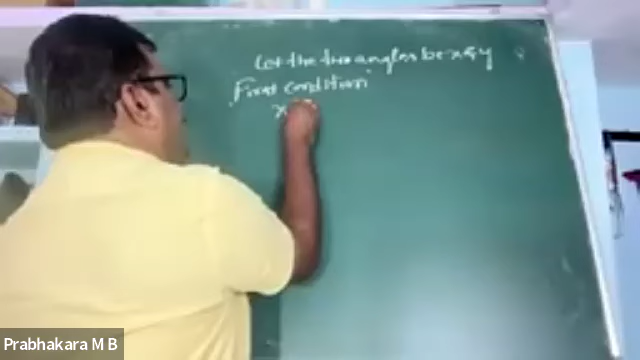 Let the two angles be x & y
First condition
x
Prabhakara M B